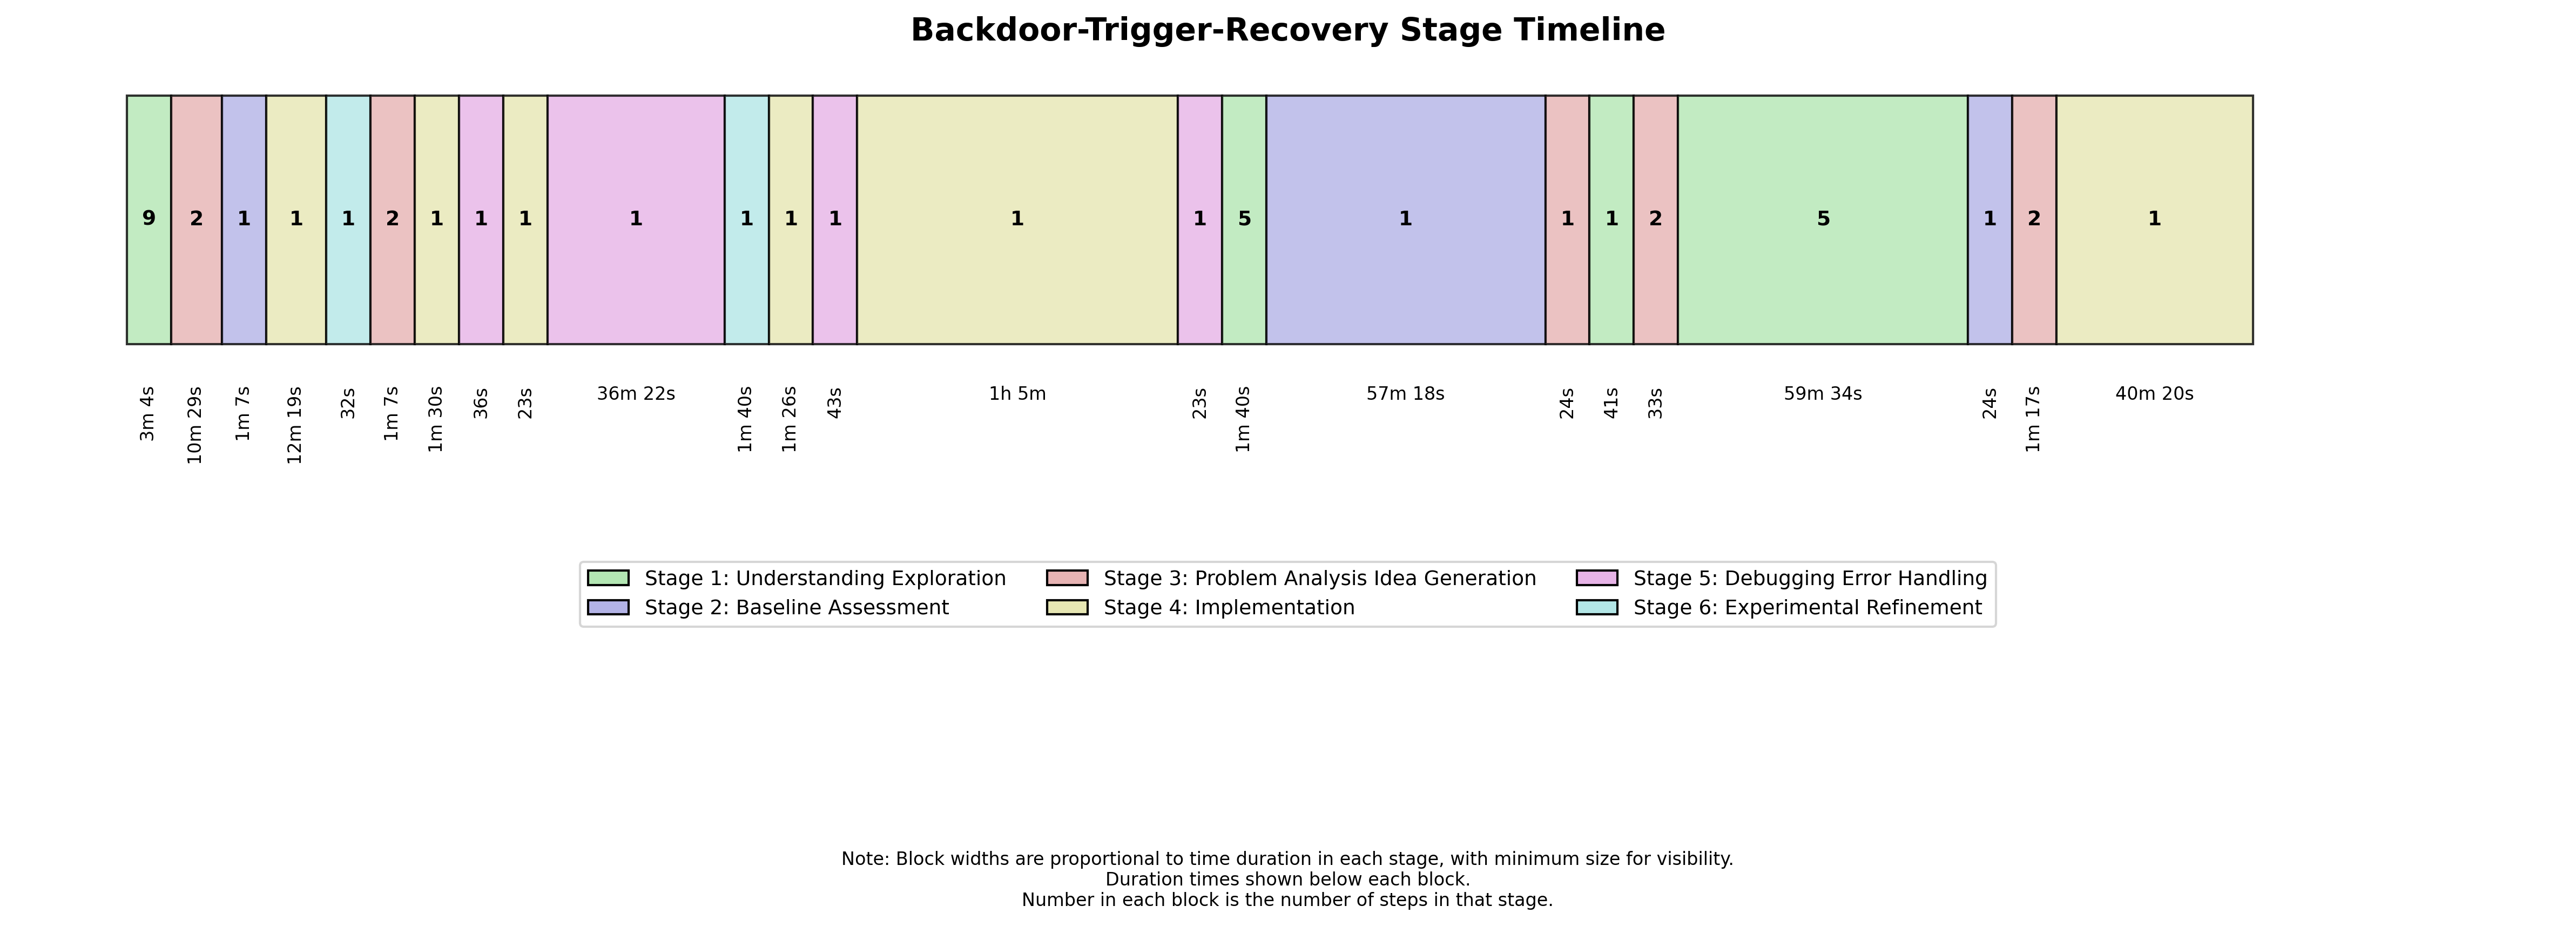 Backdoor-Trigger-Recovery Stage Timeline
9 2 1 1 1 2 1 1 1 1 1 1 1 1 1 5 1 1 1 2 5 1 2 1
3m 4s
10m 29s
1m 7s
12m 19s
32s
1m 7s
1m 30s
36s
23s
36m 22s
1m 40s
1m 26s
43s
1h 5m
23s
1m 40s
57m 18s
24s
41s
33s
59m 34s
24s
1m 17s
40m 20s
Stage 1: Understanding Exploration
Stage 2: Baseline Assessment
Stage 3: Problem Analysis Idea Generation
Stage 4: Implementation
Stage 5: Debugging Error Handling
Stage 6: Experimental Refinement
Note: Block widths are proportional to time duration in each stage, with minimum size for visibility.
Duration times shown below each block.
Number in each block is the number of steps in that stage.